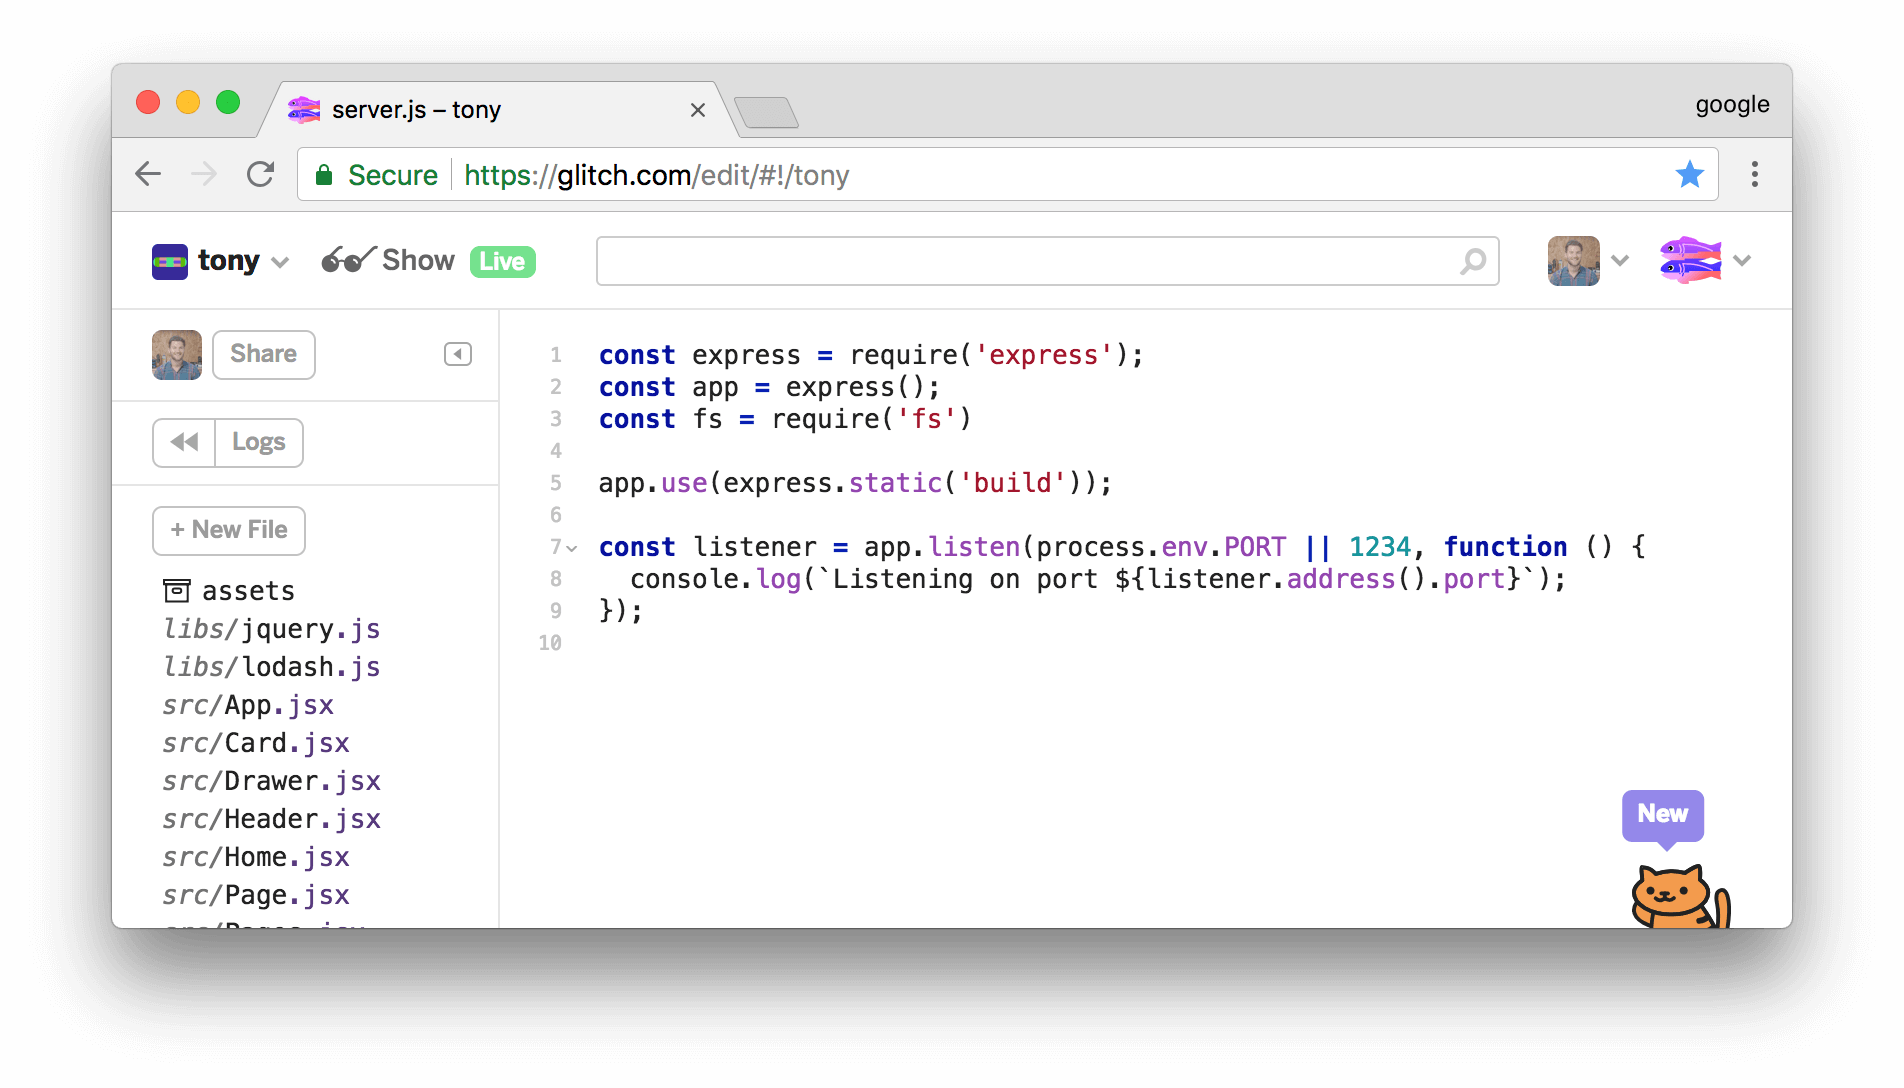 server.js – tony
google
Secure https://glitch.com/edit/#!/tony
tony Show Live
Share
Logs
+ New File
assets
libs/jquery.js
libs/lodash.js
src/App.jsx
src/Card.jsx
src/Drawer.jsx
src/Header.jsx
src/Home.jsx
src/Page.jsx
1 const express = require('express');
2 const app = express();
3 const fs = require('fs')
4
5 app.use(express.static('build'));
6
7 const listener = app.listen(process.env.PORT || 1234, function () {
8 console.log(`Listening on port ${listener.address().port}`);
9 });
10
New